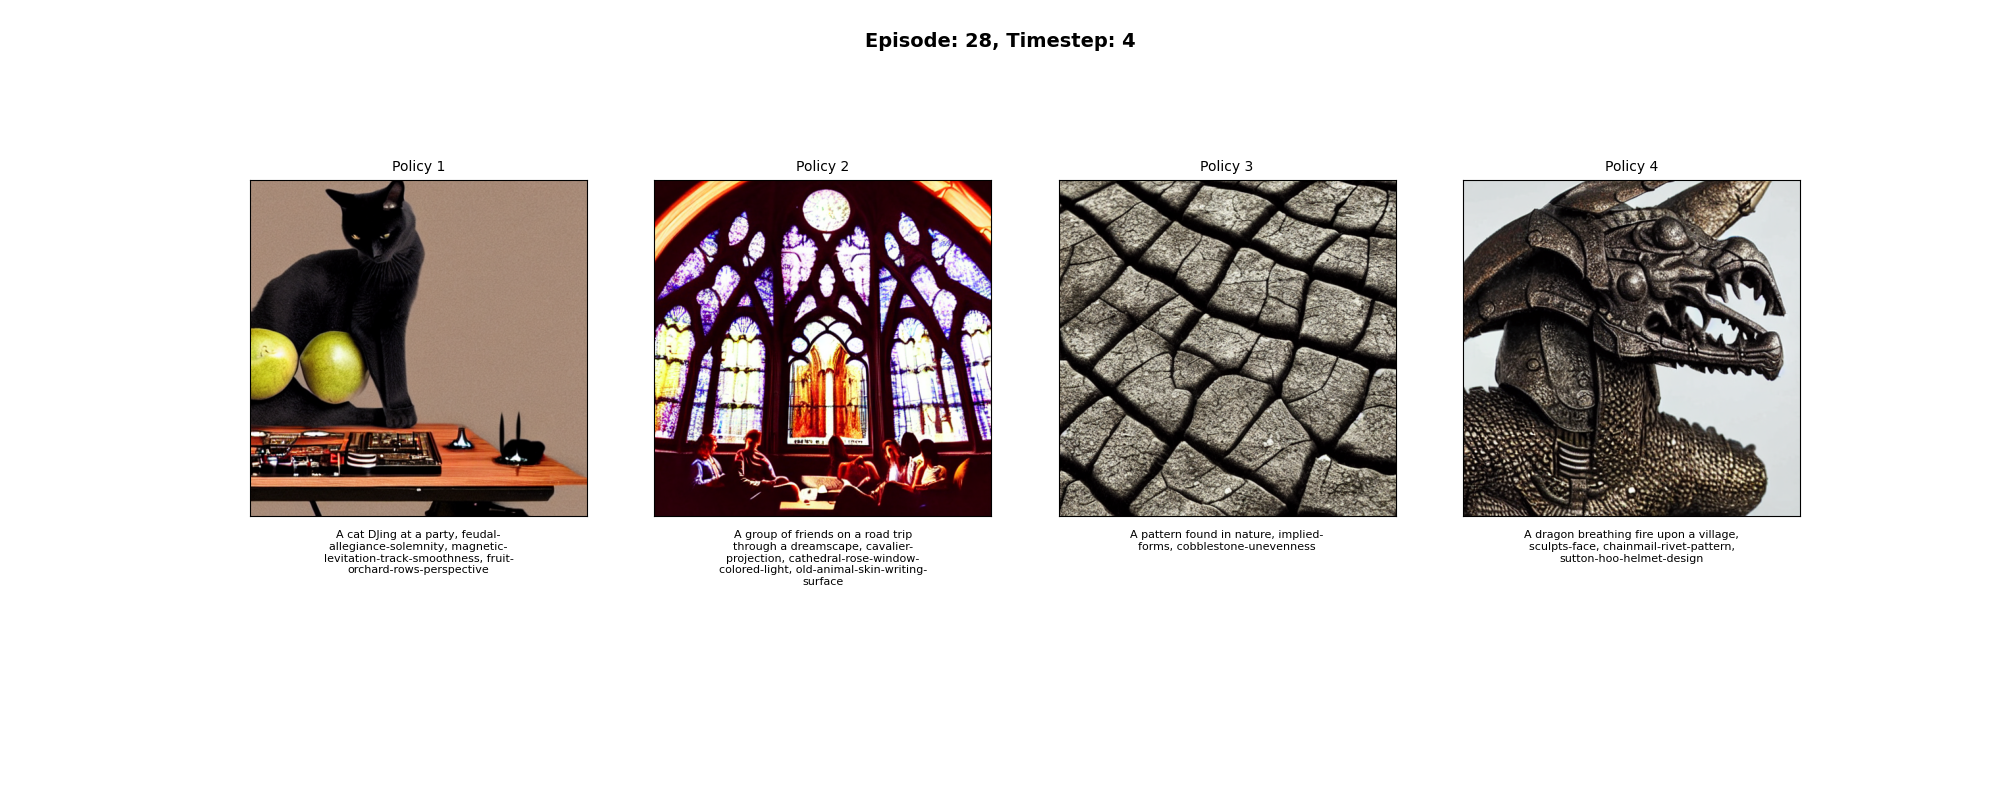 Episode: 28, Timestep: 4
Policy 1
Policy 2
Policy 3
Policy 4
A cat DJing at a party, feudal-
allegiance-solemnity, magnetic-
levitation-track-smoothness, fruit-
orchard-rows-perspective
A group of friends on a road trip
through a dreamscape, cavalier-
projection, cathedral-rose-window-
colored-light, old-animal-skin-writing-
surface
A pattern found in nature, implied-
forms, cobblestone-unevenness
A dragon breathing fire upon a village,
sculpts-face, chainmail-rivet-pattern,
sutton-hoo-helmet-design